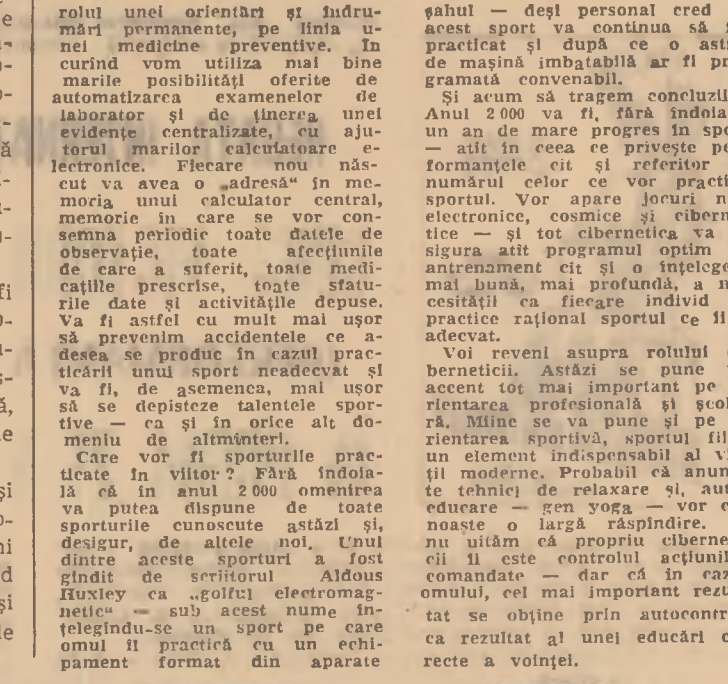 rolul unei orientări și îndru-
mări permanente, pe linia u-
nei medicine preventive. În
curînd vom utiliza mai bine
marile posibilități oferite de
automatizarea examenelor de
laborator și de ținerea unei
evidențe centralizate, cu aju-
torul marilor calculatoare e-
lectronice. Fiecare nou năs-
cut va avea o „adresă“ în me-
moria unui calculator central,
memorie în care se vor con-
semna periodic toate datele de
observație, toate afecțiunile
de care a suferit, toate medi-
cațiile prescrise, toate sfatu-
rile date și activitățile depuse.
Va fi astfel cu mult mai ușor
să prevenim accidentele ce a-
desea se produc în cazul prac-
ticării unui sport neadecvat și
va fi, de asemenea, mai ușor
să se depisteze talentele spor-
tive — ca și în orice alt do-
meniu de altminteri.
Care vor fi sporturile prac-
ticate în viitor? Fără îndoia-
lă că în anul 2 000 omenirea
va putea dispune de toate
sporturile cunoscute astăzi și,
desigur, de altele noi. Unul
dintre aceste sporturi a fost
gîndit de scriitorul Aldous
Huxley ca „golful electromag-
netic“ — sub acest nume în-
țelegîndu-se un sport pe care
omul îl practică cu un echi-
pament format din aparate
șahul — deși personal cred
acest sport va continua să
practicat și după ce o ast
de mașină imbatabilă ar fi pr
gramată convenabil.
Și acum să tragem concluzii
Anul 2 000 va fi, fără îndoia
un an de mare progres în spo
— atît în ceea ce privește pe
formanțele cît și referitor
numărul celor ce vor practi
sportul. Vor apare jocuri n
electronice, cosmice și cibern
tice — și tot cibernetica va
sigura atît programul optim
antrenament cît și o înțelege
mai bună, mai profundă, a n
cesității ca fiecare individ
practice rațional sportul ce îi
adecvat.
Voi reveni asupra rolului
berneticii. Astăzi se pune
accent tot mai important pe
rientarea profesională și școl
ră. Mîine se va pune și pe
rientarea sportivă, sportul fii
un element indispensabil al v
ții moderne. Probabil că anum
te tehnici de relaxare și, aut
educare — gen yoga — vor c
noaște o largă răspîndire.
nu uităm că propriu ciberne
cii îi este controlul acțiunil
comandate — dar că în caz
omului, cel mai important rezu
tat se obține prin autocontr
ca rezultat al unei educări c
recte a voinței.